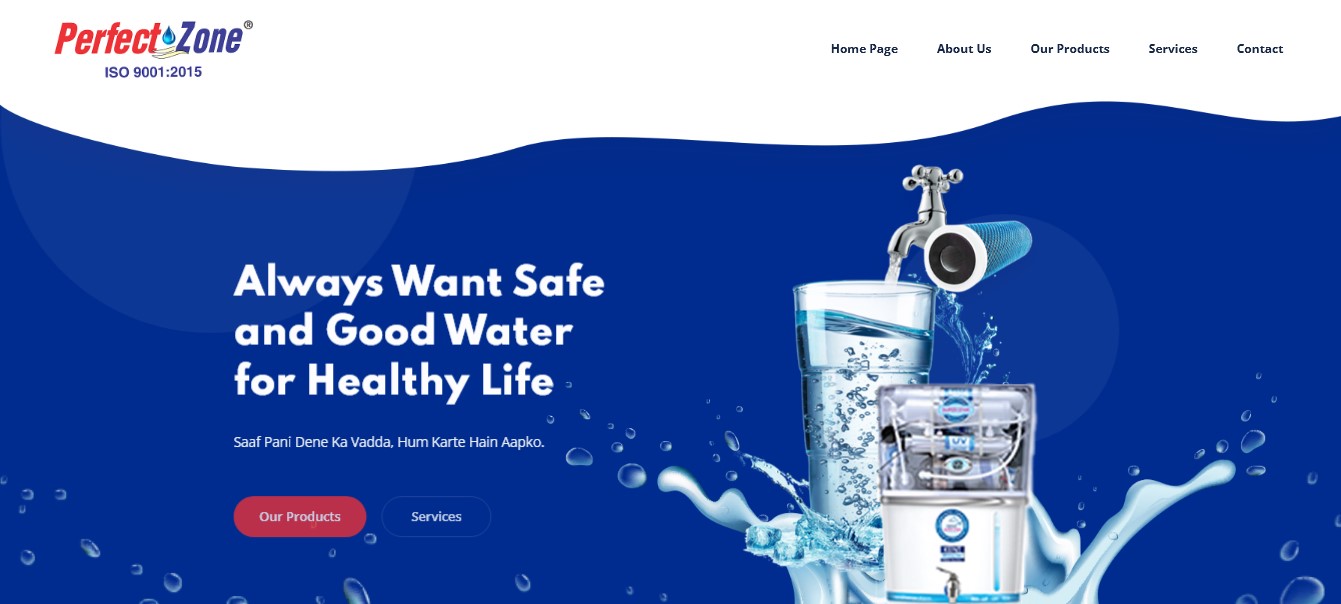 Perfect Zone®
ISO 9001:2015
Home Page
About Us
Our Products
Services
Contact
Always Want Safe
and Good Water
for Healthy Life
Saaf Pani Dene Ka Vadda, Hum Karte Hain Aapko.
Our Products
Services
UV